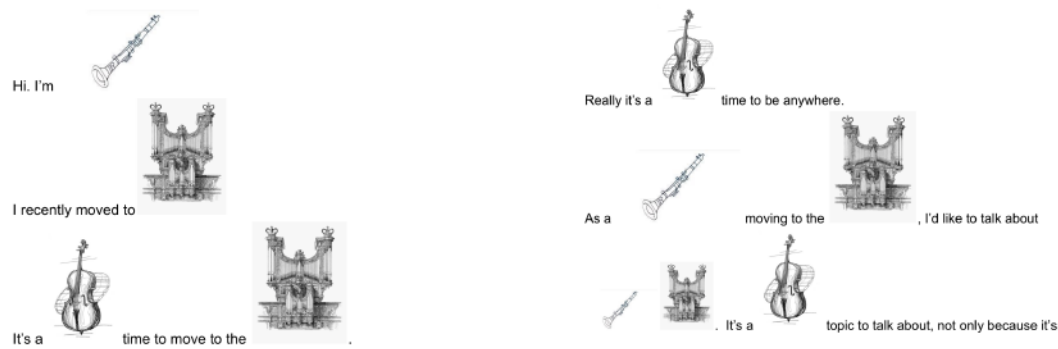 Hi. I'm
I recently moved to
It's a time to move to the .
Really it's a time to be anywhere.
As a moving to the , I'd like to talk about
. It's a topic to talk about, not only because it's